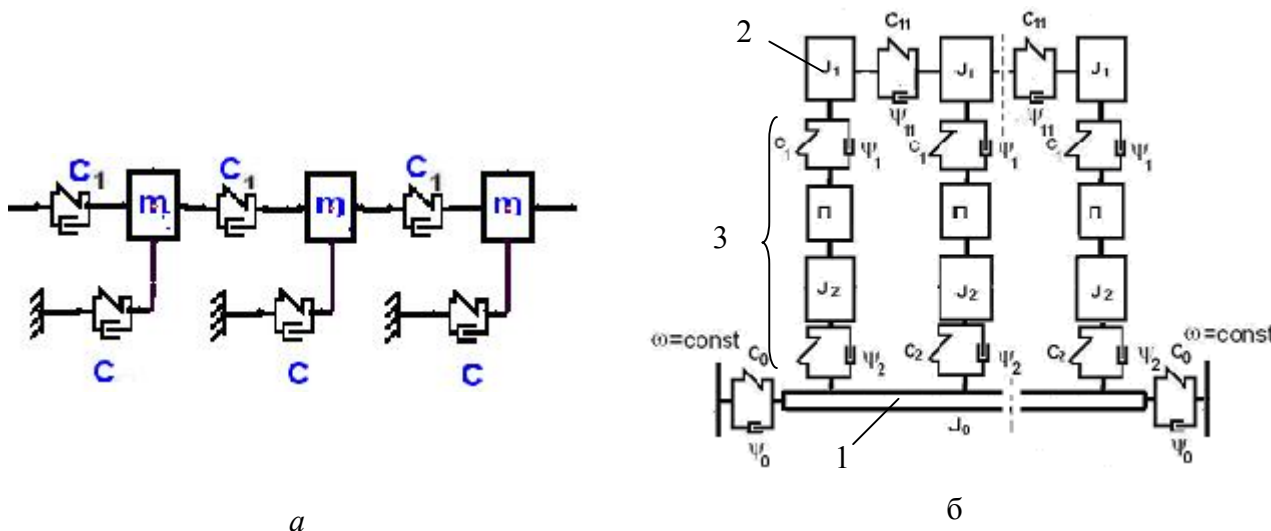 C₁ C₁ C₁
m m m
C C C
а
2
C₁₁ C₁₁
J₁ J₁ J₁
Ψ₁₁ Ψ₁₁
c₁ Ψ₁ c₁ Ψ₁ c₁ Ψ₁
3
П П П
J₂ J₂ J₂
ω=const ω=const
C₀ Ψ₂ C₂ Ψ₂ C₂ Ψ₂ C₀
J₀
Ψ₀ Ψ₀
1
б